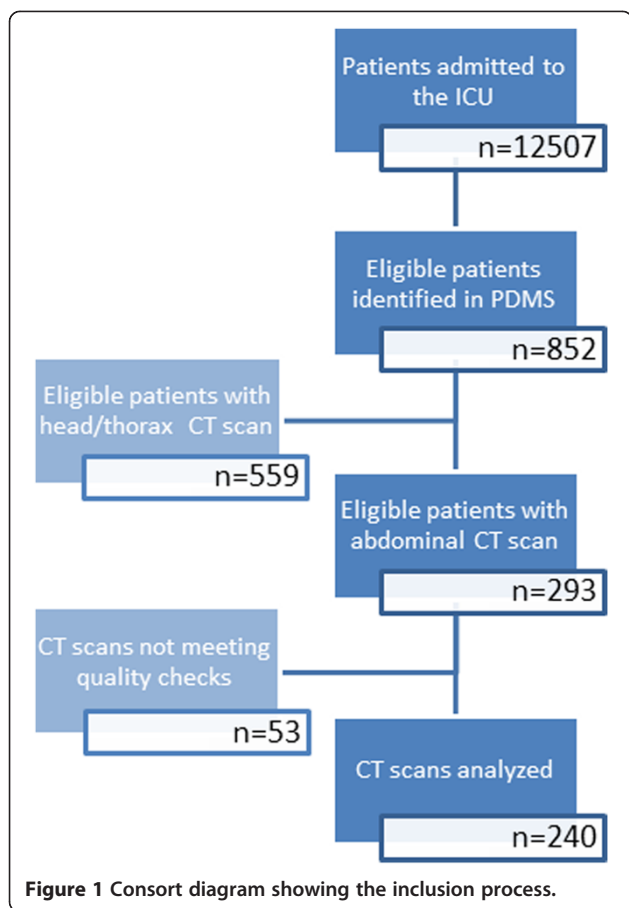 Patients admitted to
the ICU
n=12507
Eligible patients
identified in PDMS
n=852
Eligible patients with
head/thorax CT scan
n=559
Eligible patients with
abdominal CT scan
n=293
CT scans not meeting
quality checks
n=53
CT scans analyzed
n=240
Figure 1 Consort diagram showing the inclusion process.